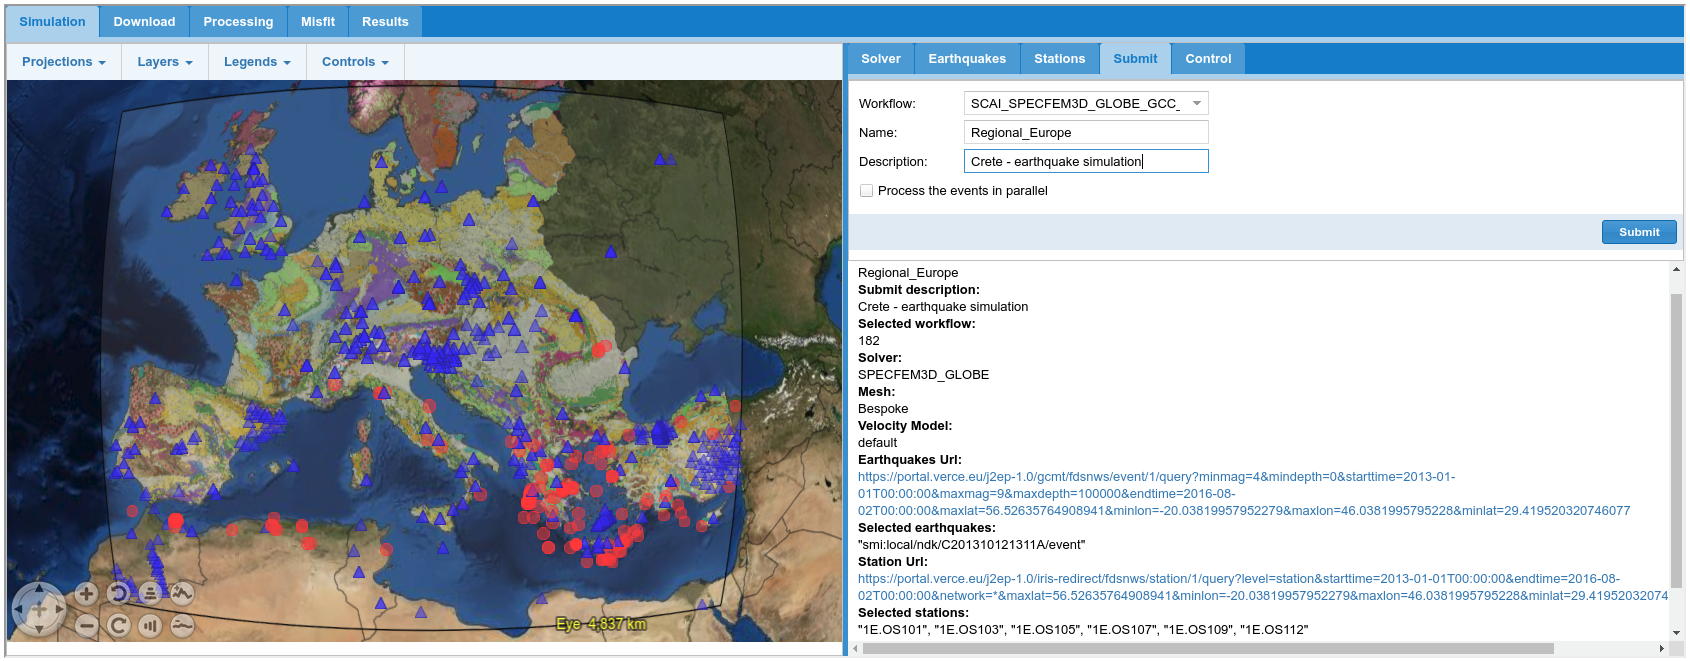 Simulation Download Processing Misfit Results
Projections Layers Legends Controls
Solver Earthquakes Stations Submit Control
Workflow: SCAI_SPECFEM3D_GLOBE_GCC_
Name: Regional_Europe
Description: Crete - earthquake simulation
Process the events in parallel
Submit
Regional_Europe
Submit description:
Crete - earthquake simulation
Selected workflow:
182
Solver:
SPECFEM3D_GLOBE
Mesh:
Bespoke
Velocity Model:
default
Earthquakes Url:
https://portal.verce.eu/j2ep-1.0/gcmt/fdsnws/event/1/query?minmag=4&mindepth=0&starttime=2013-01-
01T00:00:00&maxmag=9&maxdepth=100000&endtime=2016-08-
02T00:00:00&maxlat=56.52635764908941&minlon=-20.03819957952279&maxlon=46.0381995795228&minlat=29.419520320746077
Selected earthquakes:
"smi:local/ndk/C201310121311A/event"
Station Url:
https://portal.verce.eu/j2ep-1.0/iris-redirect/fdsnws/station/1/query?level=station&starttime=2013-01-01T00:00:00&endtime=2016-08-
02T00:00:00&network=*&maxlat=56.52635764908941&minlon=-20.03819957952279&maxlon=46.0381995795228&minlat=29.41952032074
Selected stations:
"1E.OS101", "1E.OS103", "1E.OS105", "1E.OS107", "1E.OS109", "1E.OS112"
Eye 4,837 km